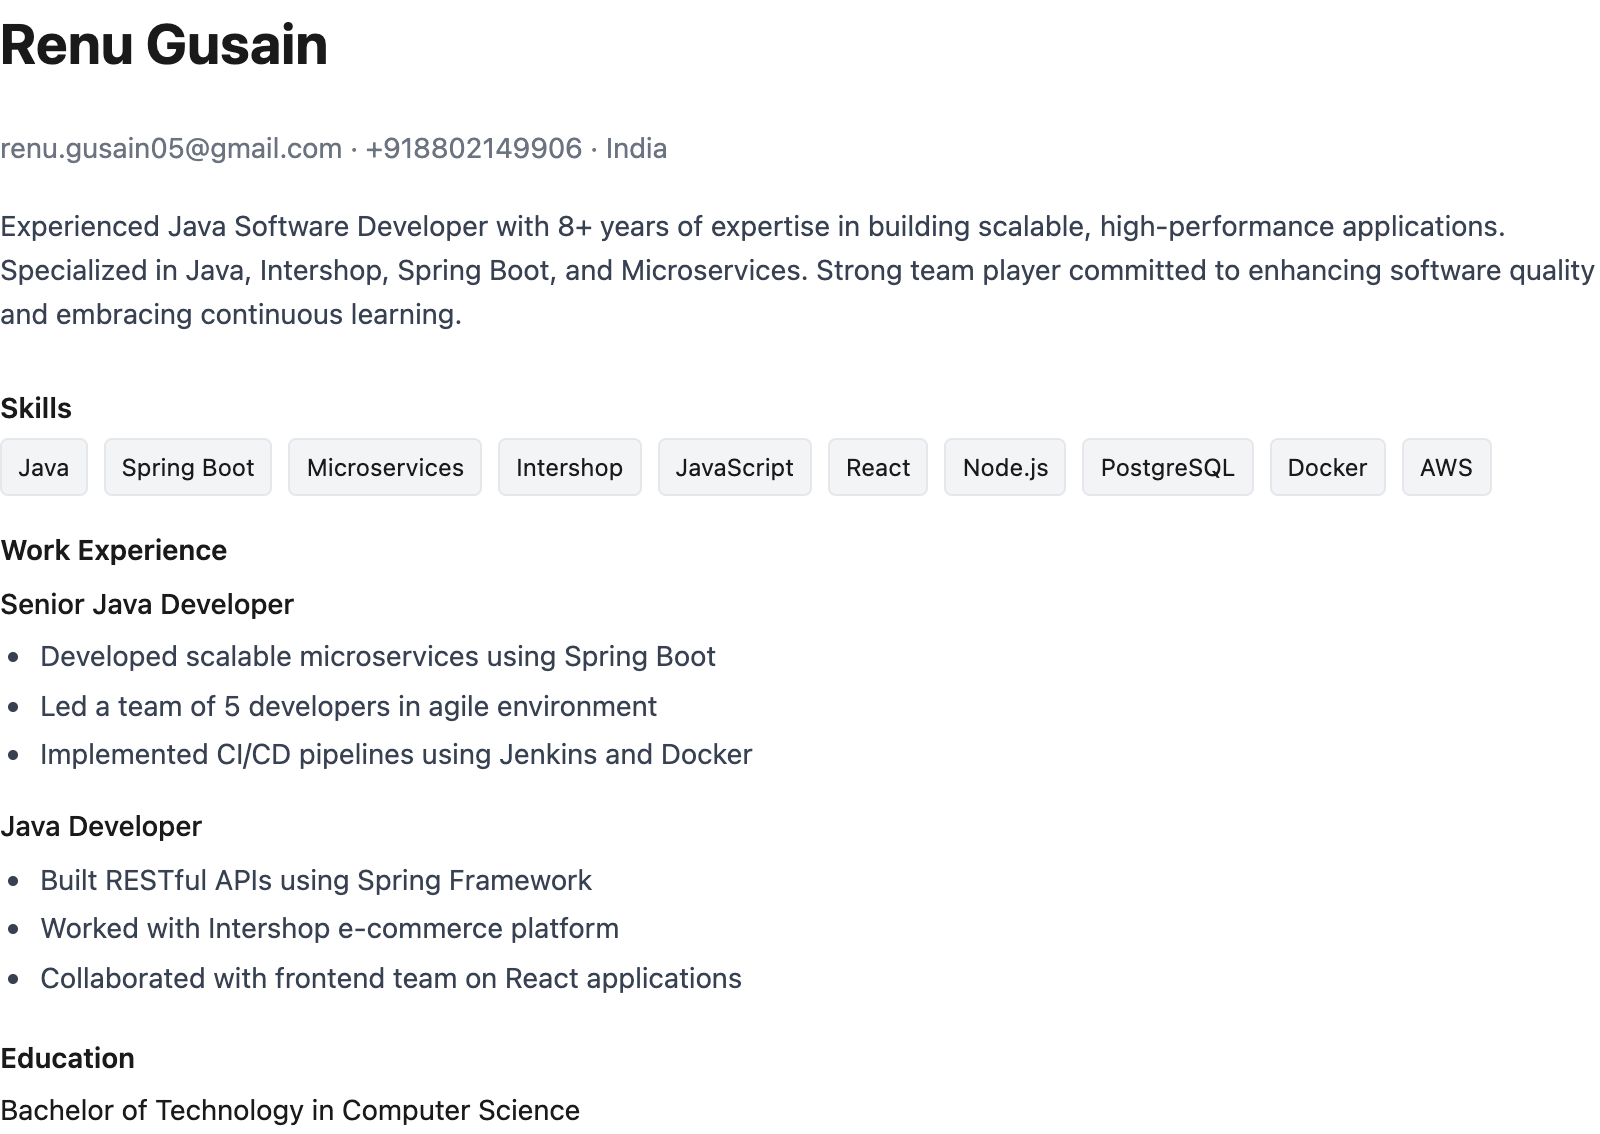 Renu Gusain
renu.gusain05@gmail.com · +918802149906 · India
Experienced Java Software Developer with 8+ years of expertise in building scalable, high-performance applications.
Specialized in Java, Intershop, Spring Boot, and Microservices. Strong team player committed to enhancing software quality
and embracing continuous learning.
Skills
Java Spring Boot Microservices Intershop JavaScript React Node.js PostgreSQL Docker AWS
Work Experience
Senior Java Developer
• Developed scalable microservices using Spring Boot
• Led a team of 5 developers in agile environment
• Implemented CI/CD pipelines using Jenkins and Docker
Java Developer
• Built RESTful APIs using Spring Framework
• Worked with Intershop e-commerce platform
• Collaborated with frontend team on React applications
Education
Bachelor of Technology in Computer Science